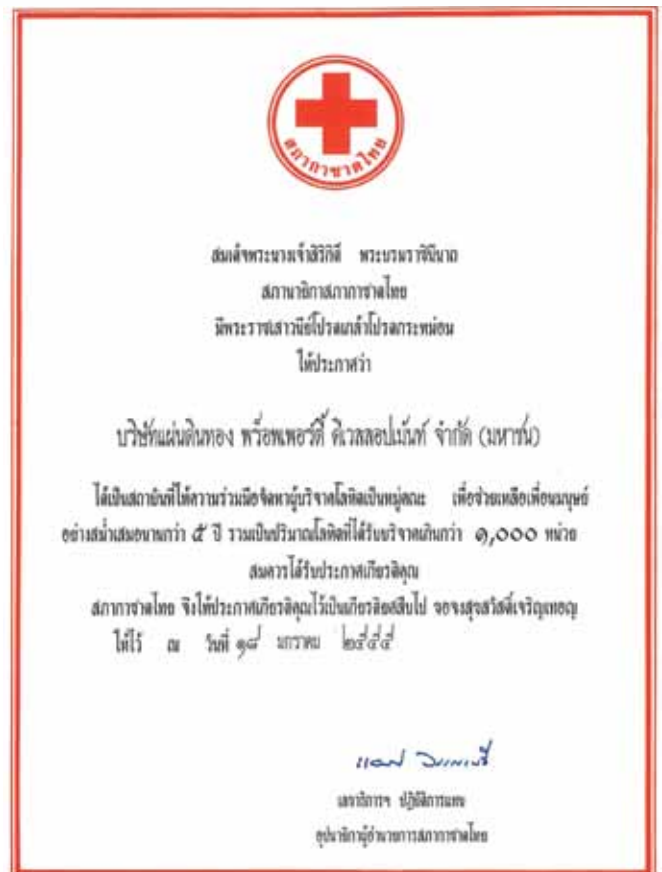 สภากาชาดไทย
สมเด็จพระนางเจ้าสิริกิติ์ พระบรมราชินีนาถ
สภานายิกาสภากาชาดไทย
มีพระราชเสาวนีย์โปรดเกล้าโปรดกระหม่อม
ให้ประกาศว่า
บริษัทแผ่นดินทอง พร็อพเพอร์ตี้ ดีเวลลอปเม้นท์ จำกัด (มหาชน)
ได้เป็นสถาบันที่ให้ความร่วมมือจัดหาผู้บริจาคโลหิตเป็นหมู่คณะ เพื่อช่วยเหลือเพื่อนมนุษย์
อย่างสม่ำเสมอนานกว่า ๕ ปี รวมเป็นปริมาณโลหิตที่ได้รับบริจาคเกินกว่า ๑,๐๐๐ หน่วย
สมควรได้รับประกาศเกียรติคุณ
สภากาชาดไทย จึงให้ประกาศเกียรติคุณไว้เป็นเกียรติยศสืบไป ขอจงสุขสวัสดิ์เจริญเทอญ
ให้ไว้ ณ วันที่ ๑๘ มกราคม ๒๕๕๕
เลขาธิการฯ ปฏิบัติการแทน
อุปนายิกาผู้อำนวยการสภากาชาดไทย